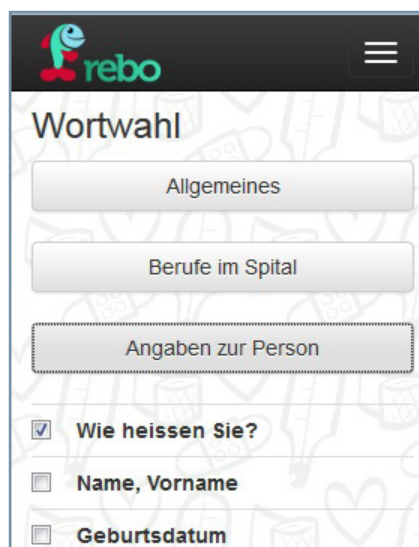 rebo
Wortwahl
Allgemeines
Berufe im Spital
Angaben zur Person
Wie heissen Sie?
Name, Vorname
Geburtsdatum